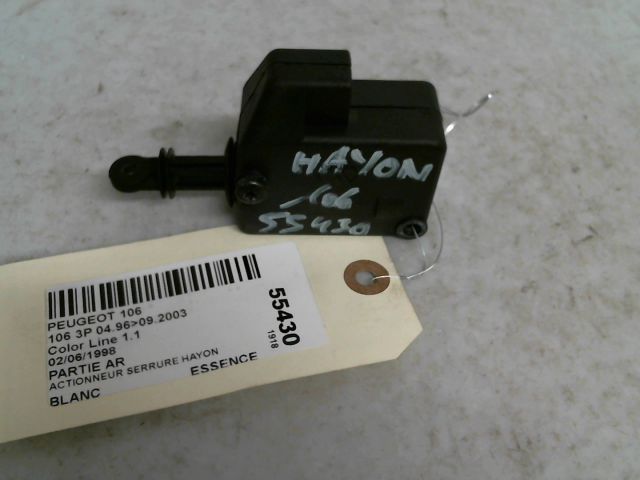 HAYON
106
55430
PEUGEOT 106
106 3P 04.96>09.2003
Color Line 1.1
02/06/1998
PARTIE AR
ACTIONNEUR SERRURE HAYON
BLANC ESSENCE
55430
1918